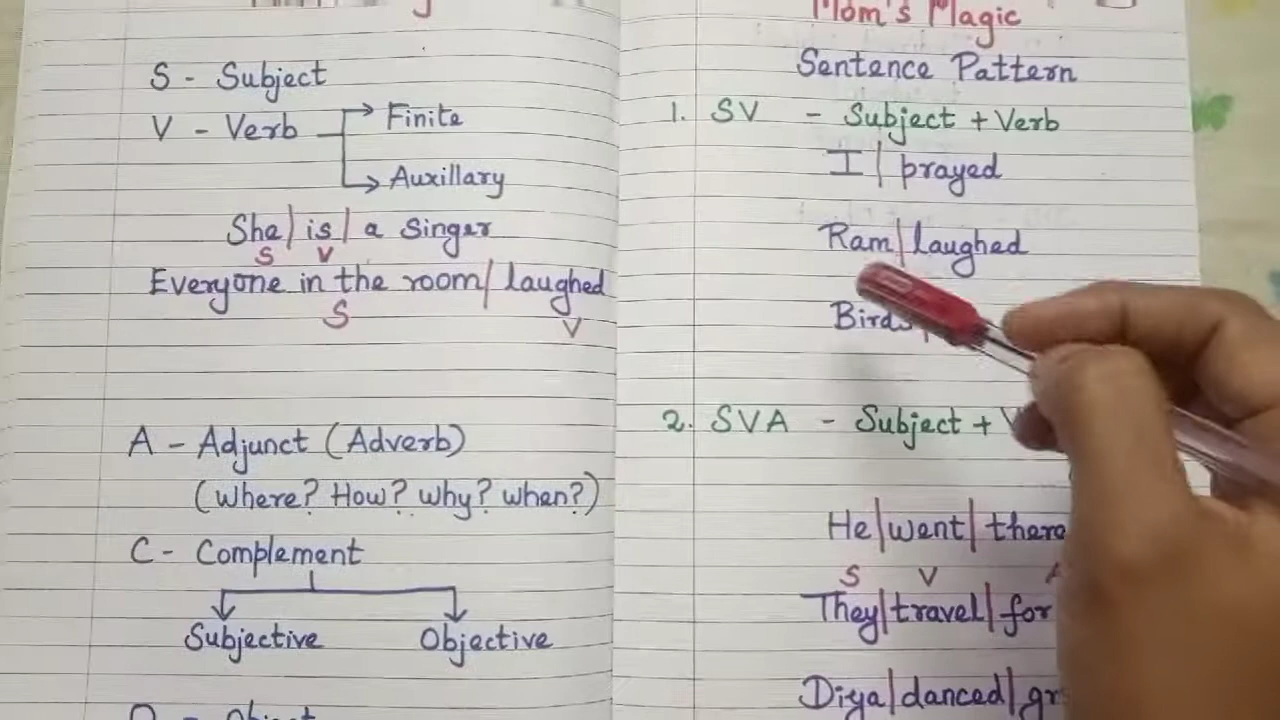 S - Subject
V - Verb
Finite
Auxillary
She| is| a Singer
S V
Everyone in the room| laughed
S V
A - Adjunct (Adverb)
(Where? How? why? when?)
C - Complement
Subjective Objective
O - Object
Mom's Magic
Sentence Pattern
1. SV - Subject + Verb
I| prayed
Ram| laughed
Birds
2. SVA - Subject +
He| went| there
S V A
They| travel| for
Diya| danced|